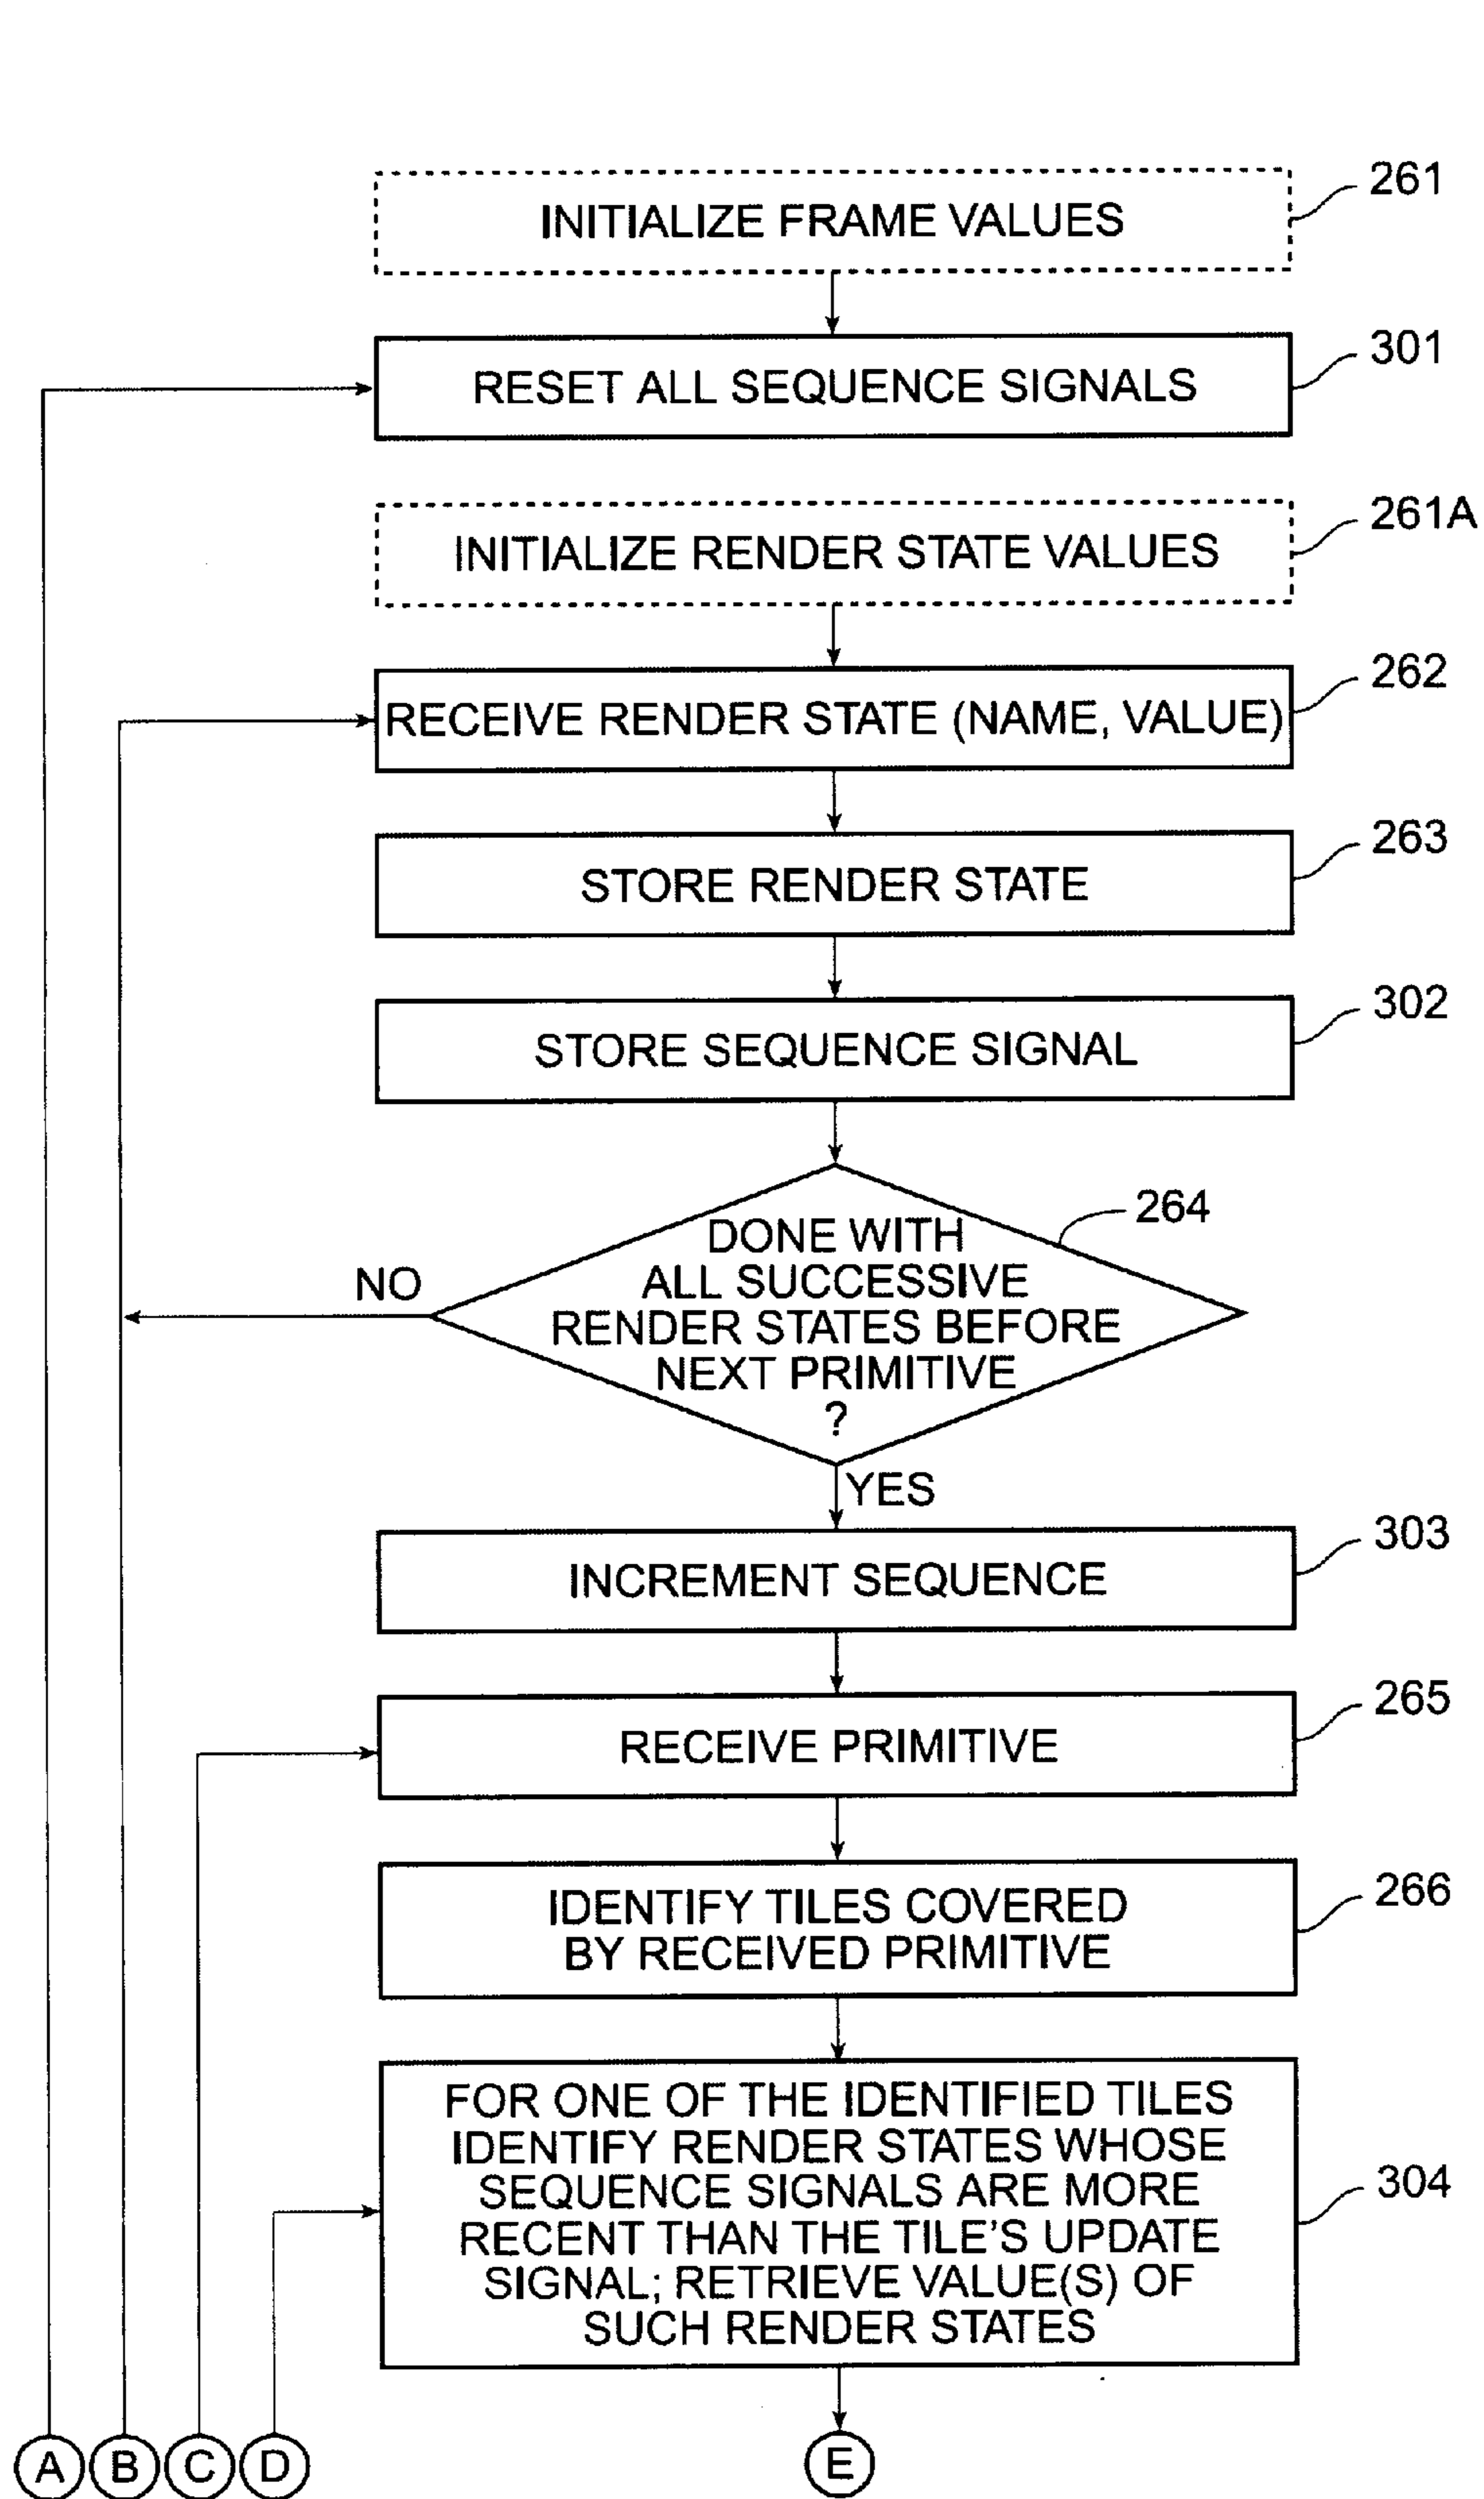 INITIALIZE FRAME VALUES
261
RESET ALL SEQUENCE SIGNALS
301
INITIALIZE RENDER STATE VALUES
261A
RECEIVE RENDER STATE (NAME, VALUE)
262
STORE RENDER STATE
263
STORE SEQUENCE SIGNAL
302
264
DONE WITH
ALL SUCCESSIVE
RENDER STATES BEFORE
NEXT PRIMITIVE
?
NO
YES
INCREMENT SEQUENCE
303
RECEIVE PRIMITIVE
265
IDENTIFY TILES COVERED
BY RECEIVED PRIMITIVE
266
FOR ONE OF THE IDENTIFIED TILES
IDENTIFY RENDER STATES WHOSE
SEQUENCE SIGNALS ARE MORE
RECENT THAN THE TILE'S UPDATE
SIGNAL; RETRIEVE VALUE(S) OF
SUCH RENDER STATES
304
A B C D E